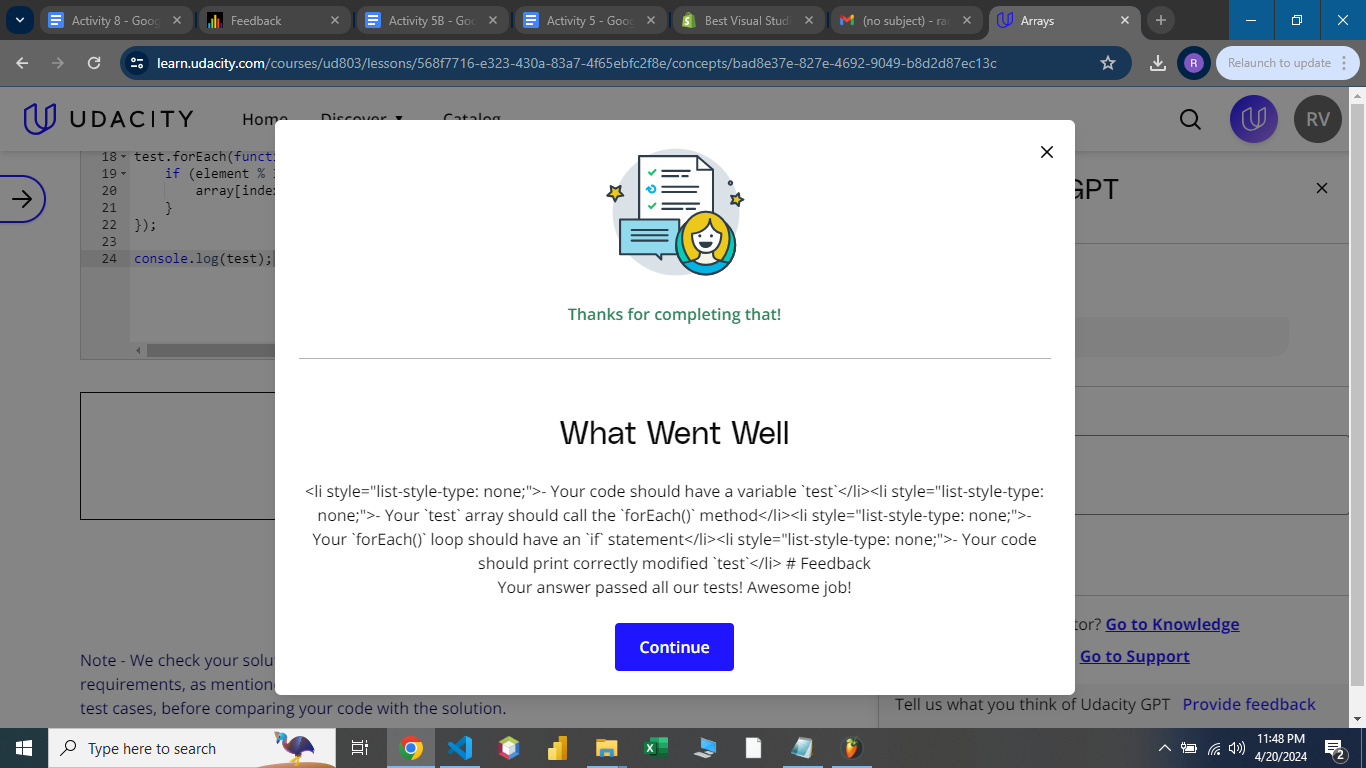 Activity 8 - Goog
Feedback
Activity 5B - Goo
Activity 5 - Goog
Best Visual Studi
(no subject) - rar
Arrays
learn.udacity.com/courses/ud803/lessons/568f7716-e323-430a-83a7-4f65ebfc2f8e/concepts/bad8e37e-827e-4692-9049-b8d2d87ec13c
R
Relaunch to update
UDACITY
Home
Discover
Catalog
RV
18 test.forEach(functi
19 if (element %
20 array[index
21 }
22 });
23
24 console.log(test);
GPT
Thanks for completing that!
What Went Well
<li style="list-style-type: none;">- Your code should have a variable `test`</li><li style="list-style-type:
none;">- Your `test` array should call the `forEach()` method</li><li style="list-style-type: none;">-
Your `forEach()` loop should have an `if` statement</li><li style="list-style-type: none;">- Your code
should print correctly modified `test`</li> # Feedback
Your answer passed all our tests! Awesome job!
Continue
tor? Go to Knowledge
Go to Support
Note - We check your solu
requirements, as mentione
test cases, before comparing your code with the solution.
Tell us what you think of Udacity GPT Provide feedback
Type here to search
11:48 PM
4/20/2024
2